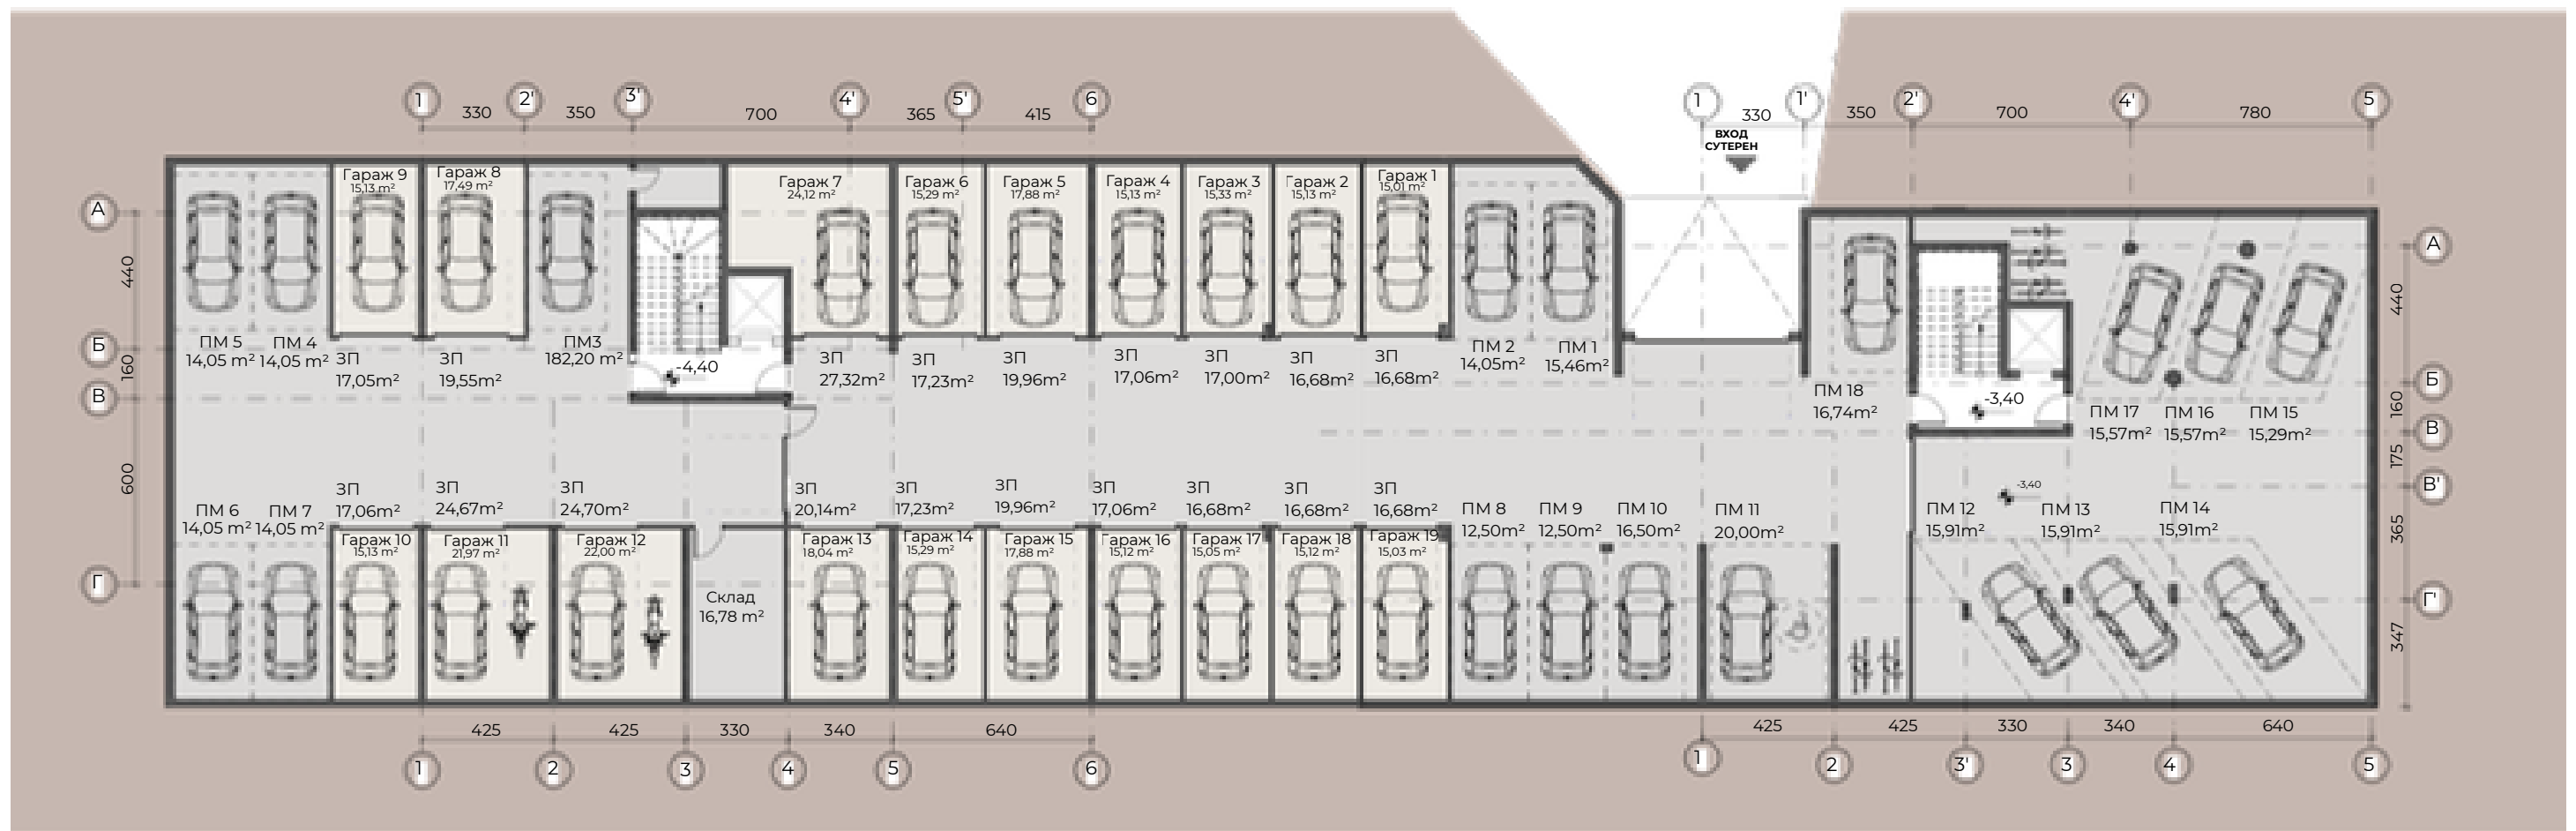 1 330 2' 350 3' 700 4' 365 5' 415 6
1 330 1' 350 2' 700 4' 780 5
ВХОД
СУТЕРЕН
А
440
Б
160
В
600
Г
Гараж 9
15,13 m²
Гараж 8
17,49 m²
Гараж 7
24,12 m²
Гараж 6
15,29 m²
Гараж 5
17,88 m²
Гараж 4
15,13 m²
Гараж 3
15,33 m²
Гараж 2
15,13 m²
Гараж 1
15,01 m²
ПМ 5
14,05 m²
ПМ 4
14,05 m²
ЗП
17,05m²
ЗП
19,55m²
ПМ3
182,20 m²
-4,40
ЗП
27,32m²
ЗП
17,23m²
ЗП
19,96m²
ЗП
17,06m²
ЗП
17,00m²
ЗП
16,68m²
ЗП
16,68m²
ПМ 2
14,05m²
ПМ 1
15,46m²
ПМ 18
16,74m²
-3,40
ПМ 17
15,57m²
ПМ 16
15,57m²
ПМ 15
15,29m²
А
440
Б
160
В
175
В'
365
Г'
347
ПМ 6
14,05 m²
ПМ 7
14,05 m²
ЗП
17,06m²
ЗП
24,67m²
ЗП
24,70m²
ЗП
20,14m²
ЗП
17,23m²
ЗП
19,96m²
ЗП
17,06m²
ЗП
16,68m²
ЗП
16,68m²
ЗП
16,68m²
ПМ 8
12,50m²
ПМ 9
12,50m²
ПМ 10
16,50m²
ПМ 11
20,00m²
-3,40
ПМ 12
15,91m²
ПМ 13
15,91m²
ПМ 14
15,91m²
Гараж 10
15,13 m²
Гараж 11
21,97 m²
Гараж 12
22,00 m²
Склад
16,78 m²
Гараж 13
18,04 m²
Гараж 14
15,29 m²
Гараж 15
17,88 m²
Гараж 16
15,12 m²
Гараж 17
15,05 m²
Гараж 18
15,12 m²
Гараж 19
15,03 m²
425 425 330 340 640
1 2 3 4 5 6
425 425 330 340 640
1 2 3' 3 4 5